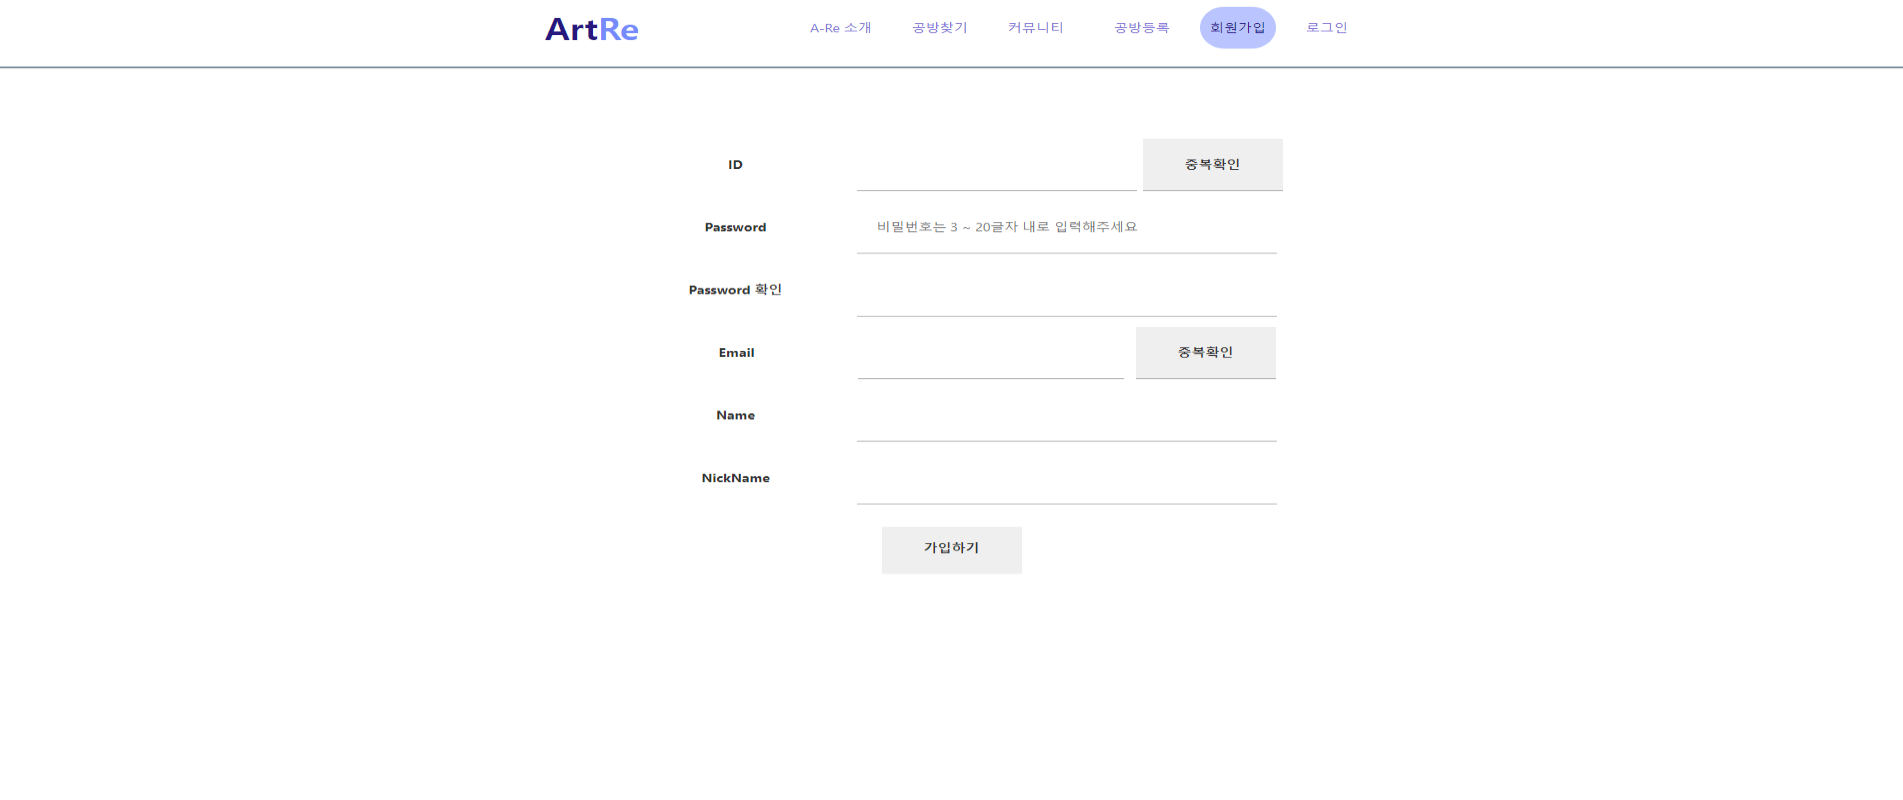 ArtRe A-Re 소개 공방찾기 커뮤니티 공방등록 회원가입 로그인
ID 중복확인
Password 비밀번호는 3 ~ 20글자 내로 입력해주세요
Password 확인
Email 중복확인
Name
NickName
가입하기